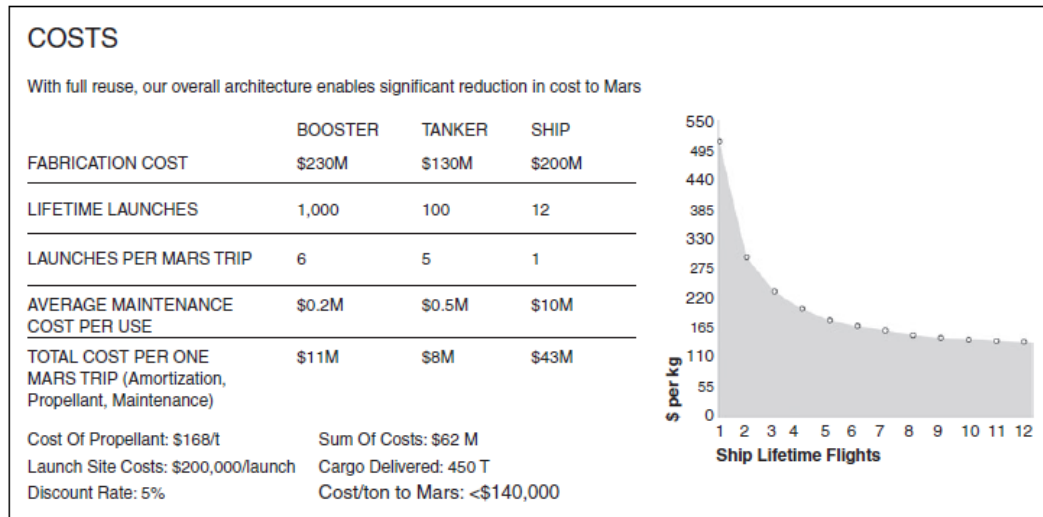 COSTS
With full reuse, our overall architecture enables significant reduction in cost to Mars
BOOSTER TANKER SHIP
FABRICATION COST $230M $130M $200M
LIFETIME LAUNCHES 1,000 100 12
LAUNCHES PER MARS TRIP 6 5 1
AVERAGE MAINTENANCE
COST PER USE $0.2M $0.5M $10M
TOTAL COST PER ONE $11M $8M $43M
MARS TRIP (Amortization,
Propellant, Maintenance)
Cost Of Propellant: $168/t Sum Of Costs: $62 M
Launch Site Costs: $200,000/launch Cargo Delivered: 450 T
Discount Rate: 5% Cost/ton to Mars: <$140,000
550
495
440
385
330
275
220
165
110
55
0
$ per kg
1 2 3 4 5 6 7 8 9 10 11 12
Ship Lifetime Flights